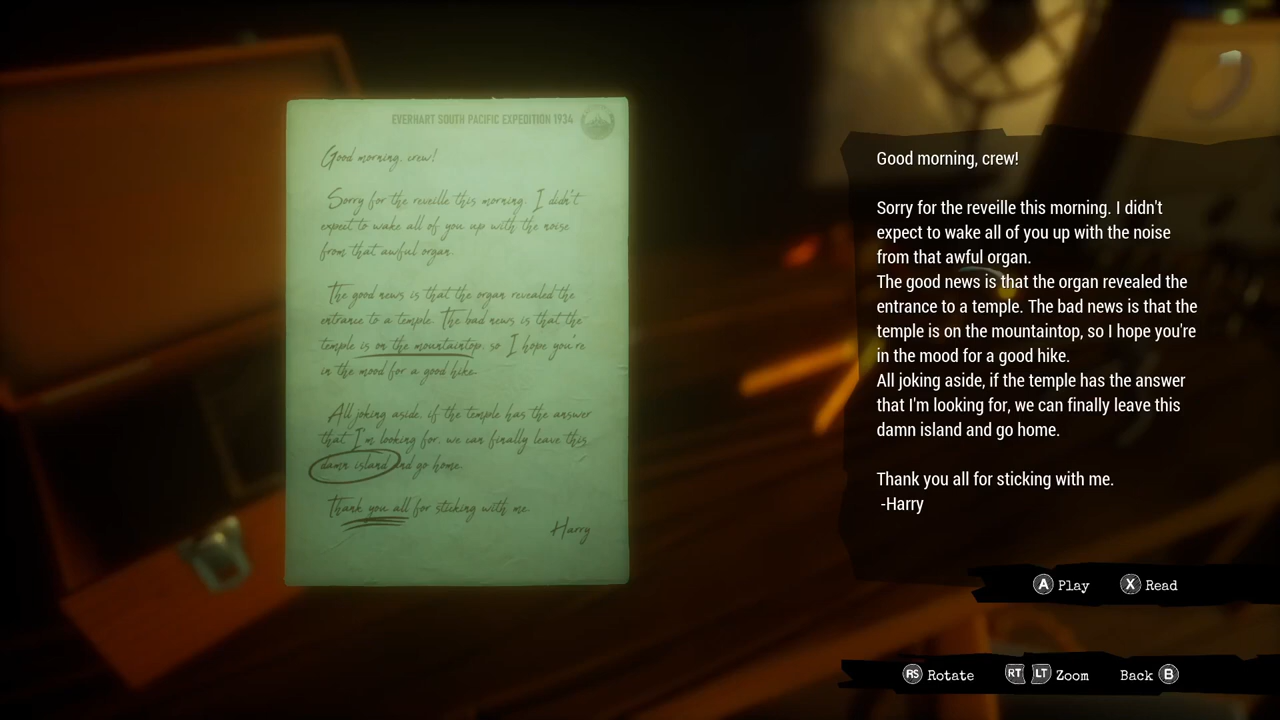 EVERHART SOUTH PACIFIC EXPEDITION 1934
Good morning, crew!
Sorry for the reveille this morning. I didn't
expect to wake all of you up with the noise
from that awful organ.
The good news is that the organ revealed the
entrance to a temple. The bad news is that the
temple is on the mountaintop, so I hope you're
in the mood for a good hike.
All joking aside, if the temple has the answer
that I'm looking for, we can finally leave this
damn island and go home.
Thank you all for sticking with me.
Harry
Good morning, crew!
Sorry for the reveille this morning. I didn't
expect to wake all of you up with the noise
from that awful organ.
The good news is that the organ revealed the
entrance to a temple. The bad news is that the
temple is on the mountaintop, so I hope you're
in the mood for a good hike.
All joking aside, if the temple has the answer
that I'm looking for, we can finally leave this
damn island and go home.
Thank you all for sticking with me.
-Harry
A Play X Read
RS Rotate RT LT Zoom Back B